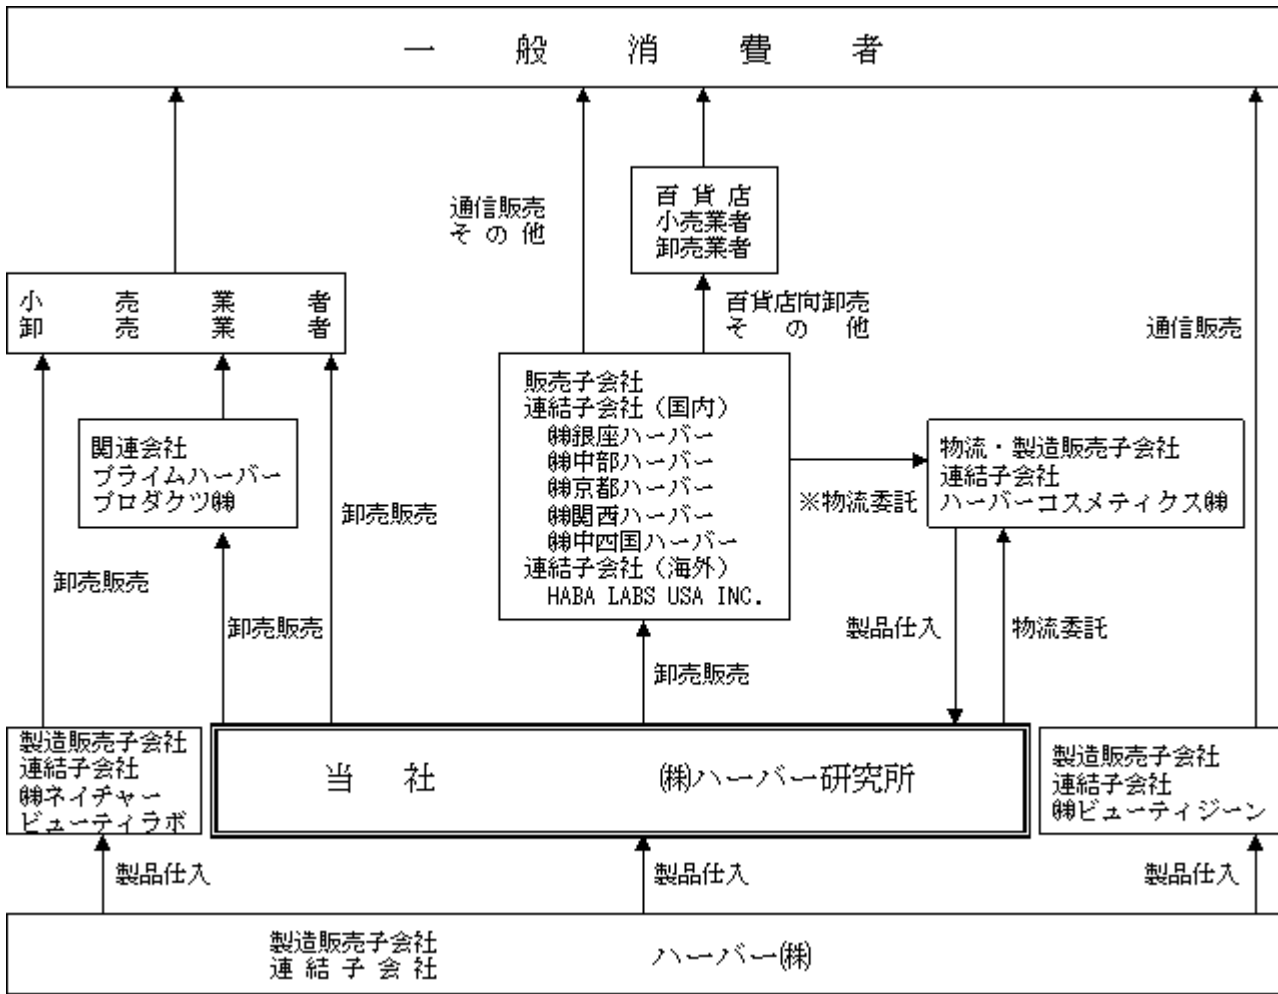 一般消費者
通信販売
その他
百貨店
小売業者
卸売業者
小売業者
卸売業者
百貨店向卸売
その他
通信販売
販売子会社
連結子会社（国内）
㈱銀座ハーバー
㈱中部ハーバー
㈱京都ハーバー
㈱関西ハーバー
㈱中四国ハーバー
連結子会社（海外）
HABA LABS USA INC.
関連会社
プライムハーバー
プロダクツ㈱
卸売販売
※物流委託
物流・製造販売子会社
連結子会社
ハーバーコスメティクス㈱
卸売販売
卸売販売
卸売販売
製品仕入
物流委託
製造販売子会社
連結子会社
㈱ネイチャー
ビューティラボ
当社 ㈱ハーバー研究所
製造販売子会社
連結子会社
㈱ビューティジーン
製品仕入
製品仕入
製品仕入
製造販売子会社
連結子会社
ハーバー㈱